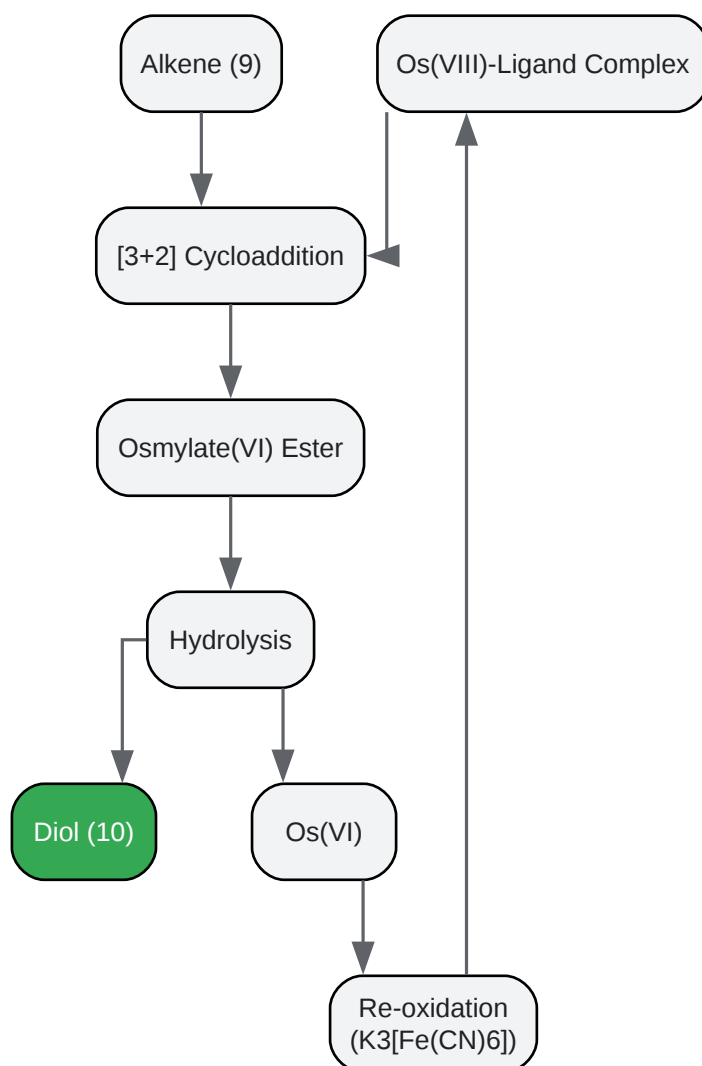 Alkene (9)
Os(VIII)-Ligand Complex
[3+2] Cycloaddition
Osmylate(VI) Ester
Hydrolysis
Diol (10)
Os(VI)
Re-oxidation
(K3[Fe(CN)6])